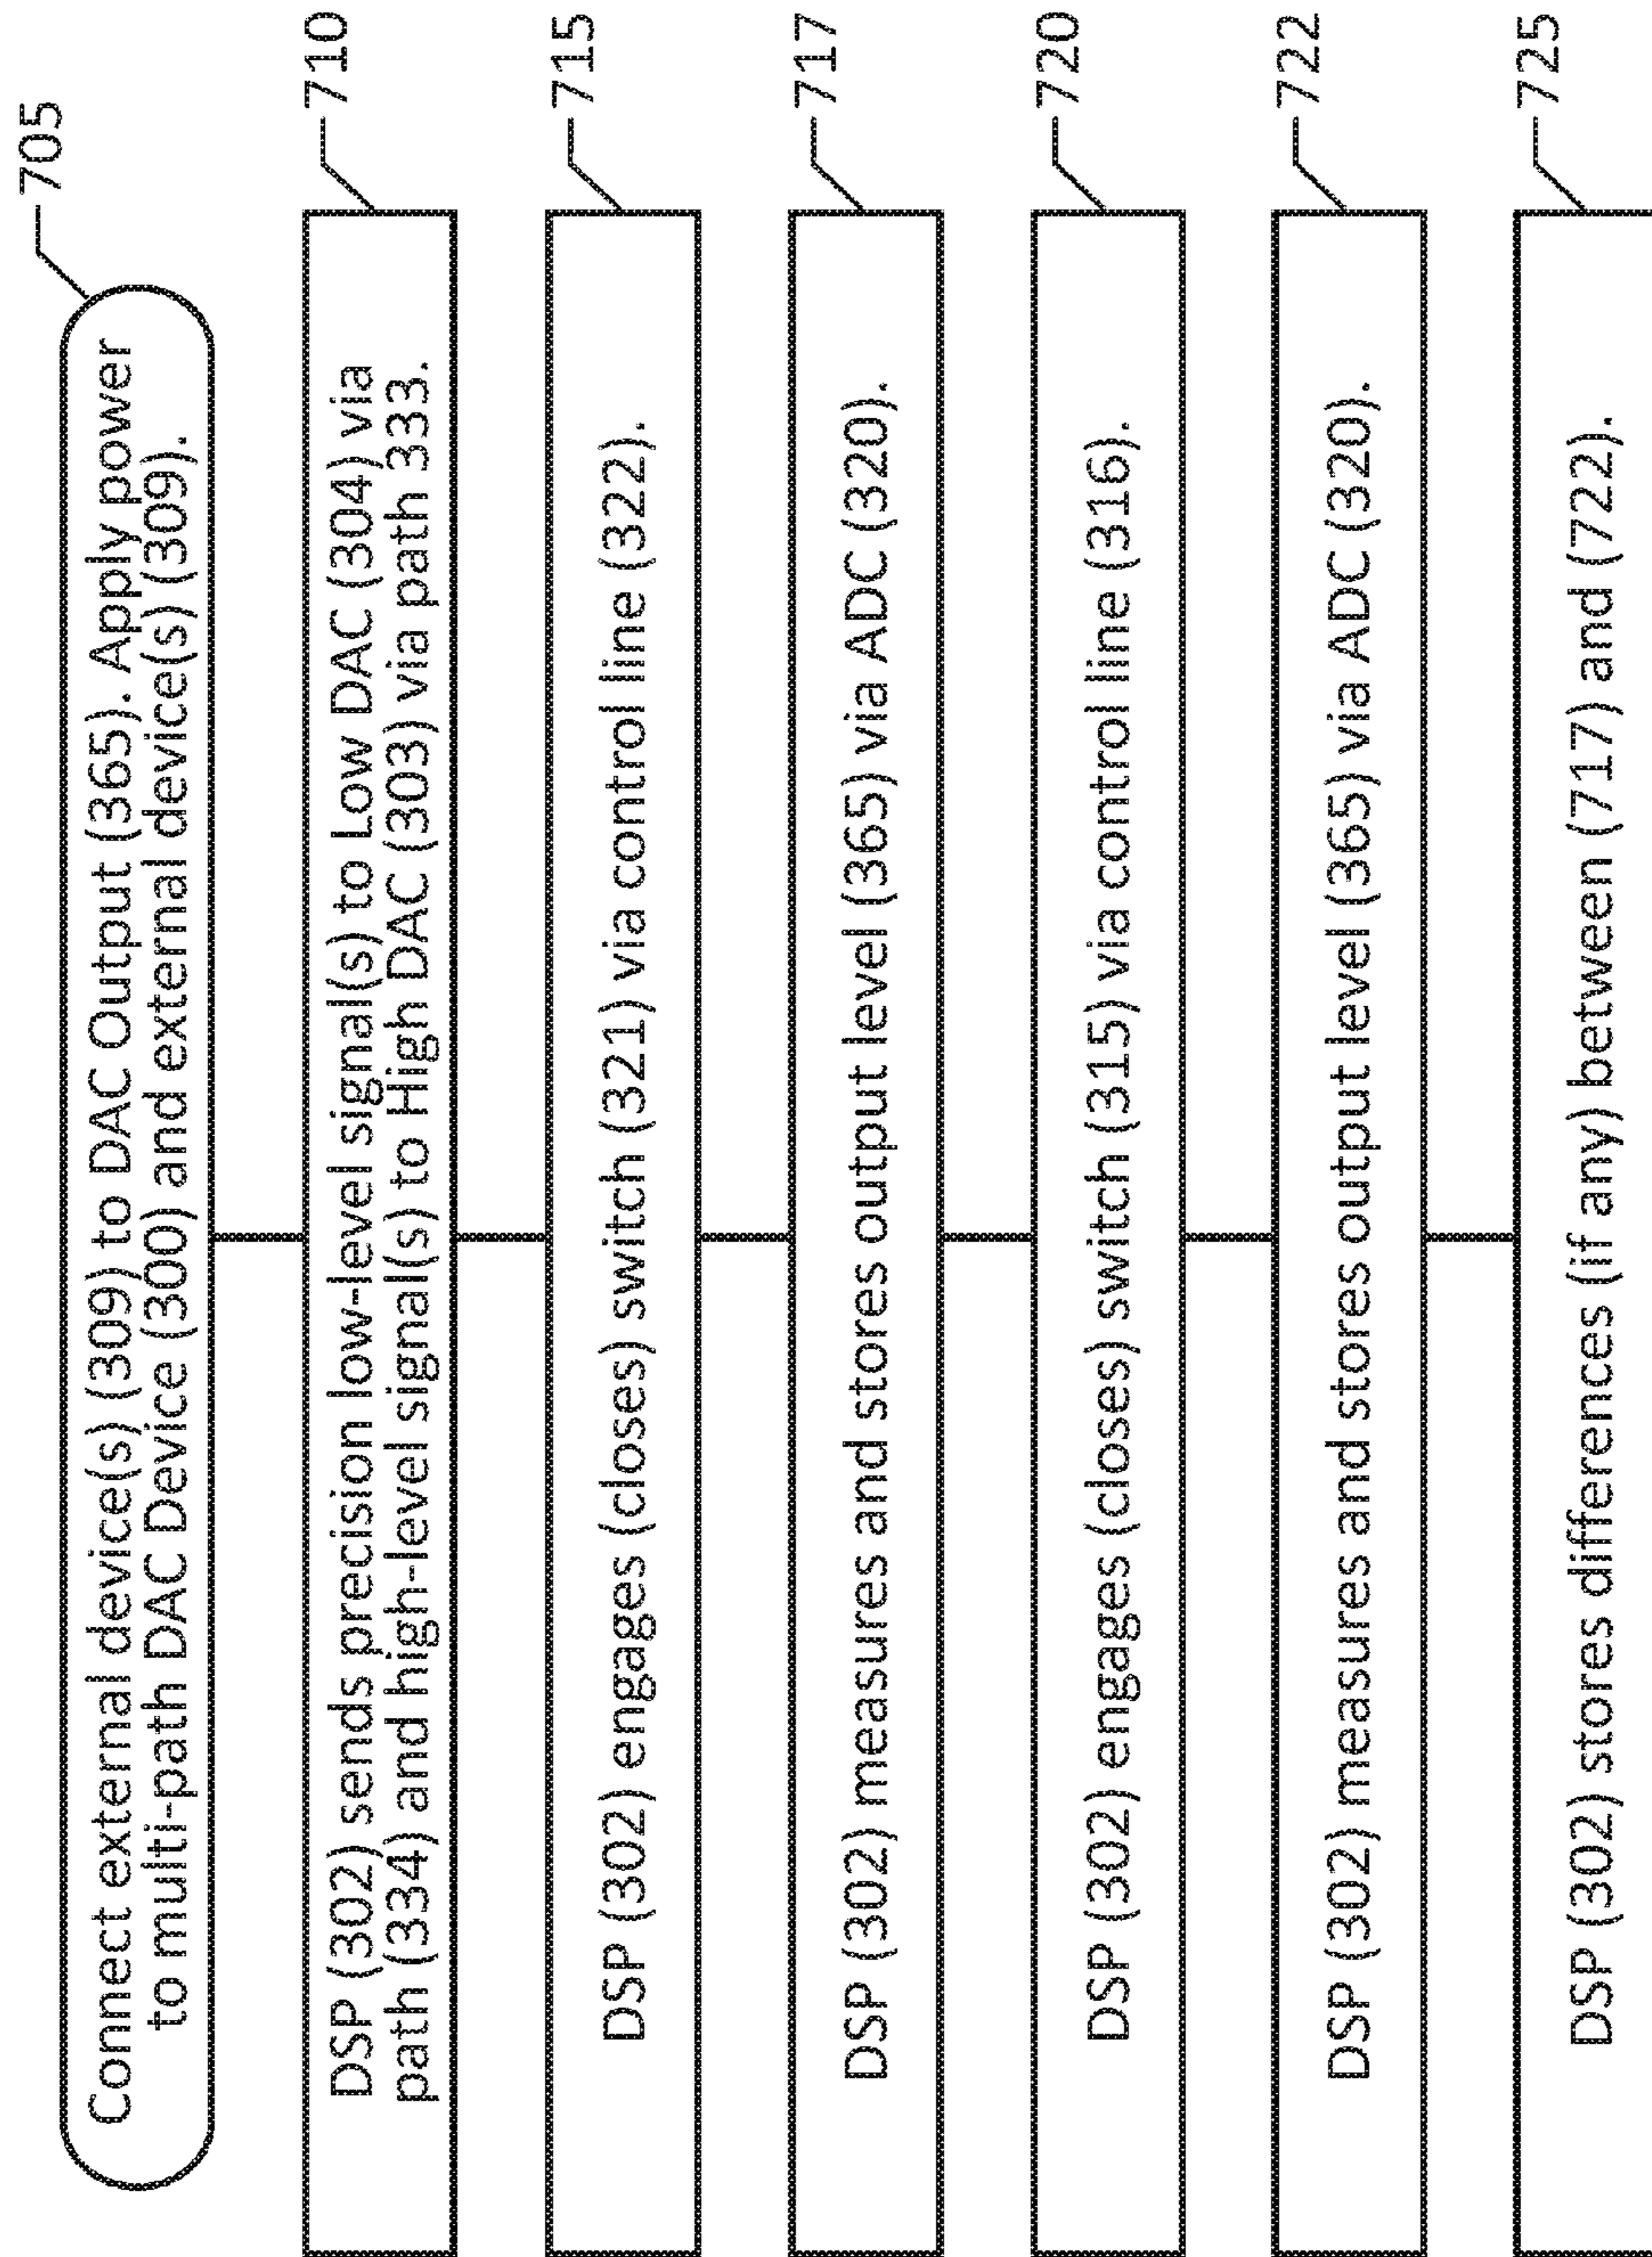 705
Connect external device(s) (309) to DAC Output (365). Apply power
to multi-path DAC Device (300) and external device(s) (309).
710
DSP (302) sends precision low-level signal(s) to Low DAC (304) via
path (334) and high-level signal(s) to High DAC (303) via path 333.
715
DSP (302) engages (closes) switch (321) via control line (322).
717
DSP (302) measures and stores output level (365) via ADC (320).
720
DSP (302) engages (closes) switch (315) via control line (316).
722
DSP (302) measures and stores output level (365) via ADC (320).
725
DSP (302) stores differences (if any) between (717) and (722).